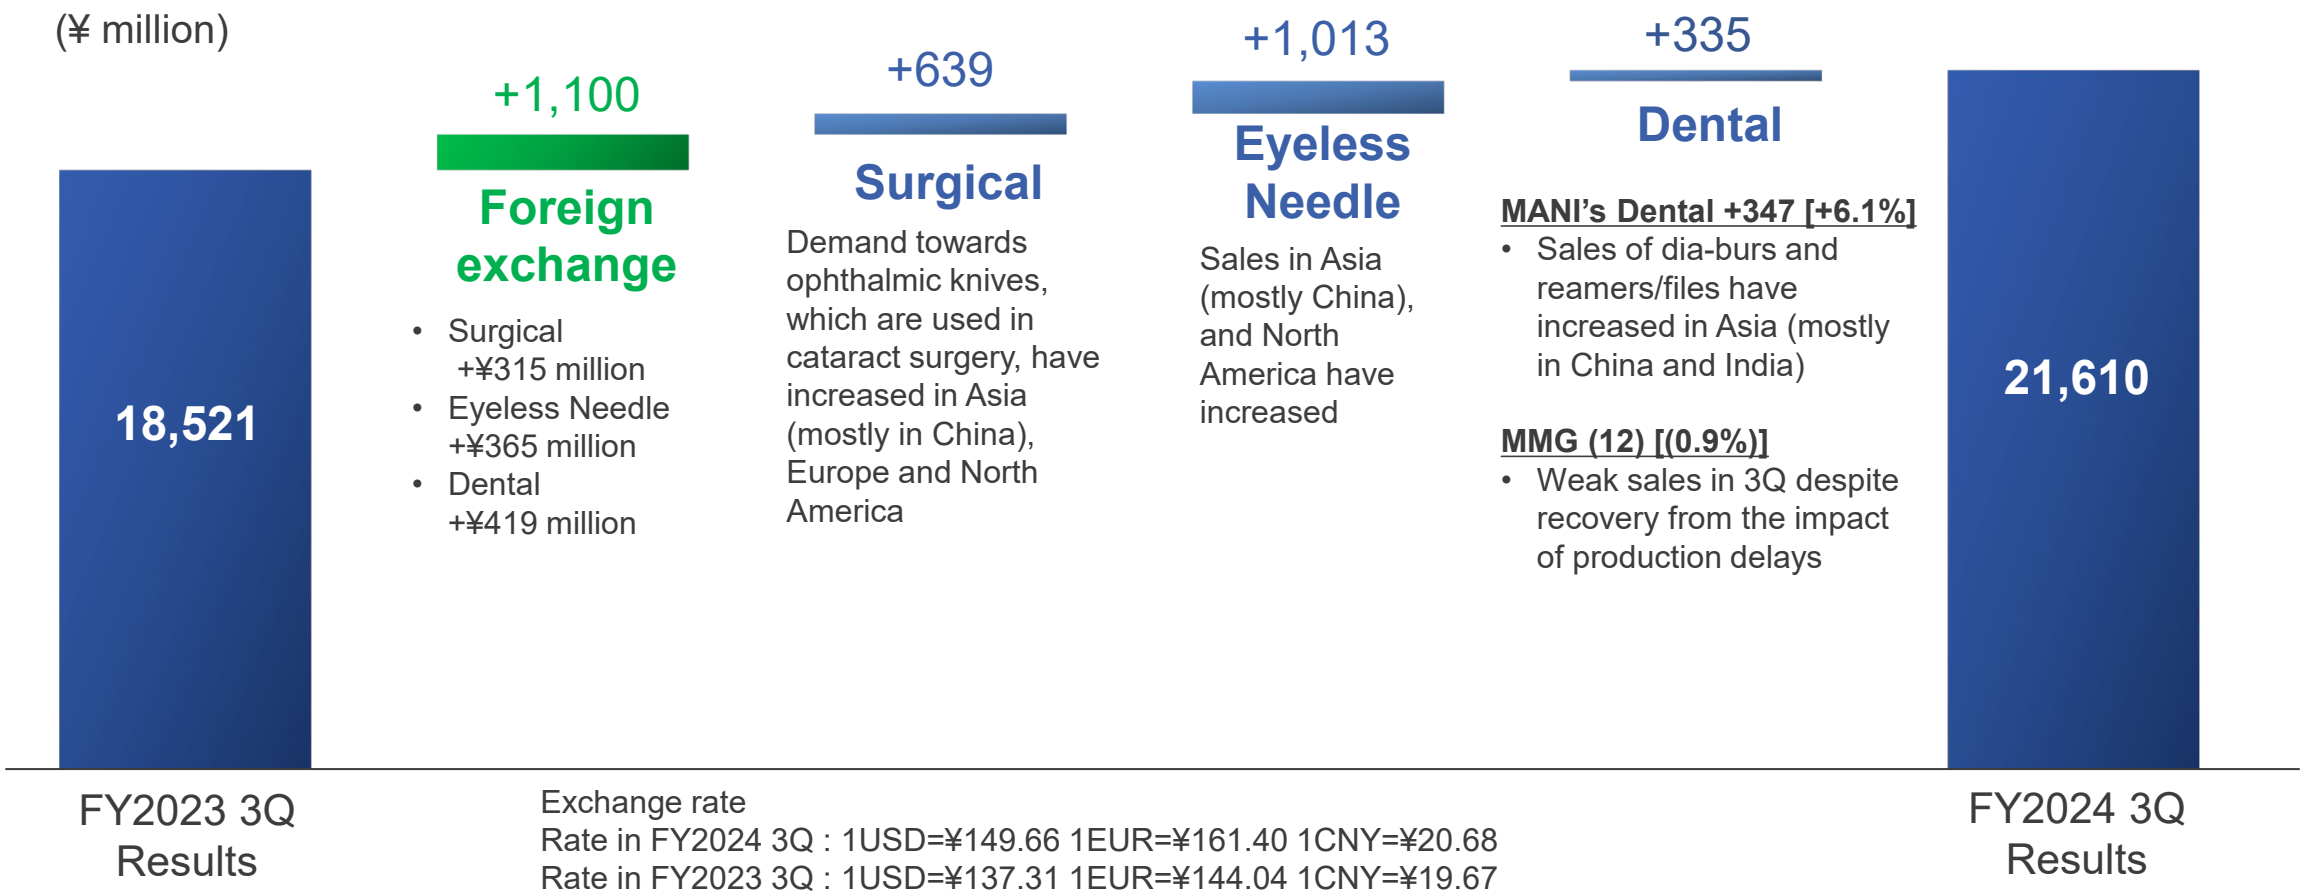 (¥ million)
+1,100
Foreign
exchange
• Surgical
+¥315 million
• Eyeless Needle
+¥365 million
• Dental
+¥419 million
+639
Surgical
Demand towards
ophthalmic knives,
which are used in
cataract surgery, have
increased in Asia
(mostly in China),
Europe and North
America
+1,013
Eyeless
Needle
Sales in Asia
(mostly China),
and North
America have
increased
+335
Dental
MANI’s Dental +347 [+6.1%]
• Sales of dia-burs and
reamers/files have
increased in Asia (mostly
in China and India)
MMG (12) [(0.9%)]
• Weak sales in 3Q despite
recovery from the impact
of production delays
18,521
21,610
FY2023 3Q
Results
Exchange rate
Rate in FY2024 3Q : 1USD=¥149.66 1EUR=¥161.40 1CNY=¥20.68
Rate in FY2023 3Q : 1USD=¥137.31 1EUR=¥144.04 1CNY=¥19.67
FY2024 3Q
Results